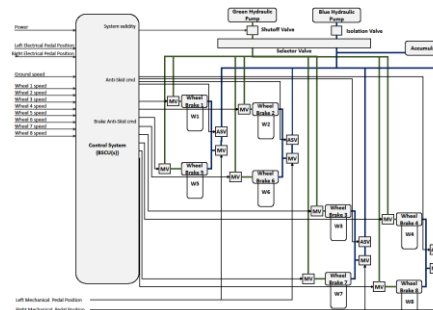 Green Hydraulic
Pump
Blue Hydraulic
Pump
Power
System validity
Shutoff Valve
Isolation Valve
Left Electrical Pedal Position
Right Electrical Pedal Position
Selector Valve
Accumul
Ground speed
Anti-Skid cmd
Wheel 1 speed
Wheel 2 speed
Wheel 3 speed
Wheel 4 speed
Wheel 5 speed
Wheel 6 speed
Wheel 7 speed
Wheel 8 speed
Brake Anti-Skid cmd
Control System
(BSCU(s))
MV
Wheel
Brake 1
W1
MV
Wheel
Brake 2
W2
ASV
ASV
MV
MV
MV
Wheel
Brake 5
W5
MV
Wheel
Brake 6
W6
MV
Wheel
Brake 3
W3
MV
Wheel
Brake 4
W4
ASV
MV
MV
Wheel
Brake 7
W7
MV
Wheel
Brake 8
W8
Left Mechanical Pedal Position
Right Mechanical Pedal Position